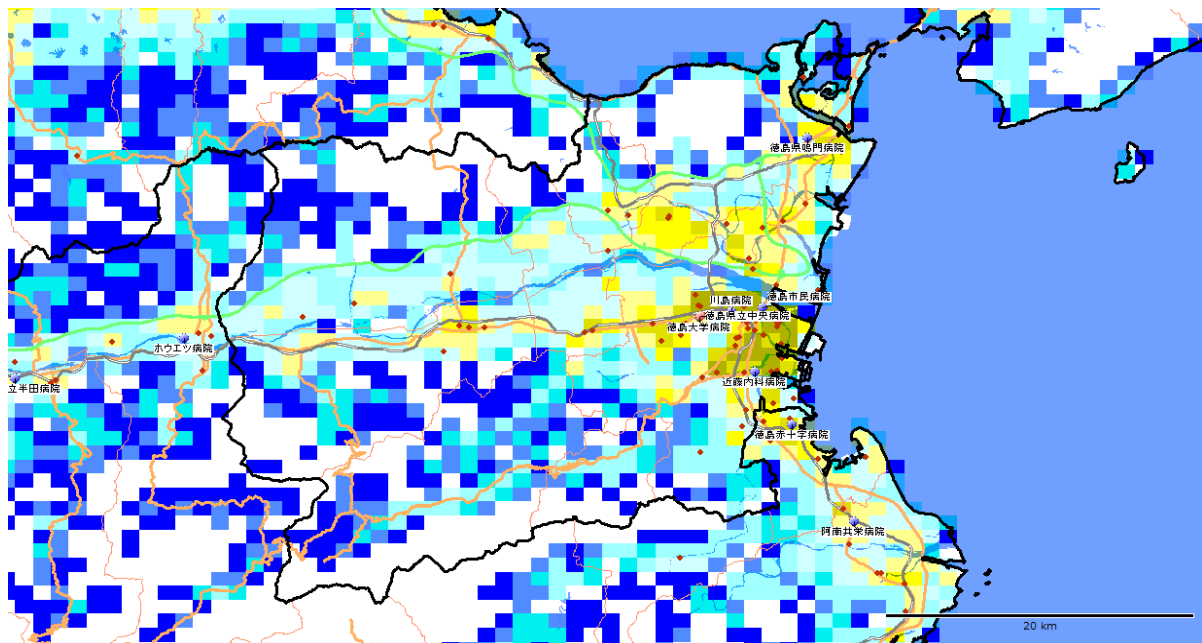 徳島県鳴門病院
川島病院
徳島市民病院
徳島県立中央病院
徳島大学病院
ホウエツ病院
近藤内科病院
立半田病院
徳島赤十字病院
阿南共栄病院
20 km